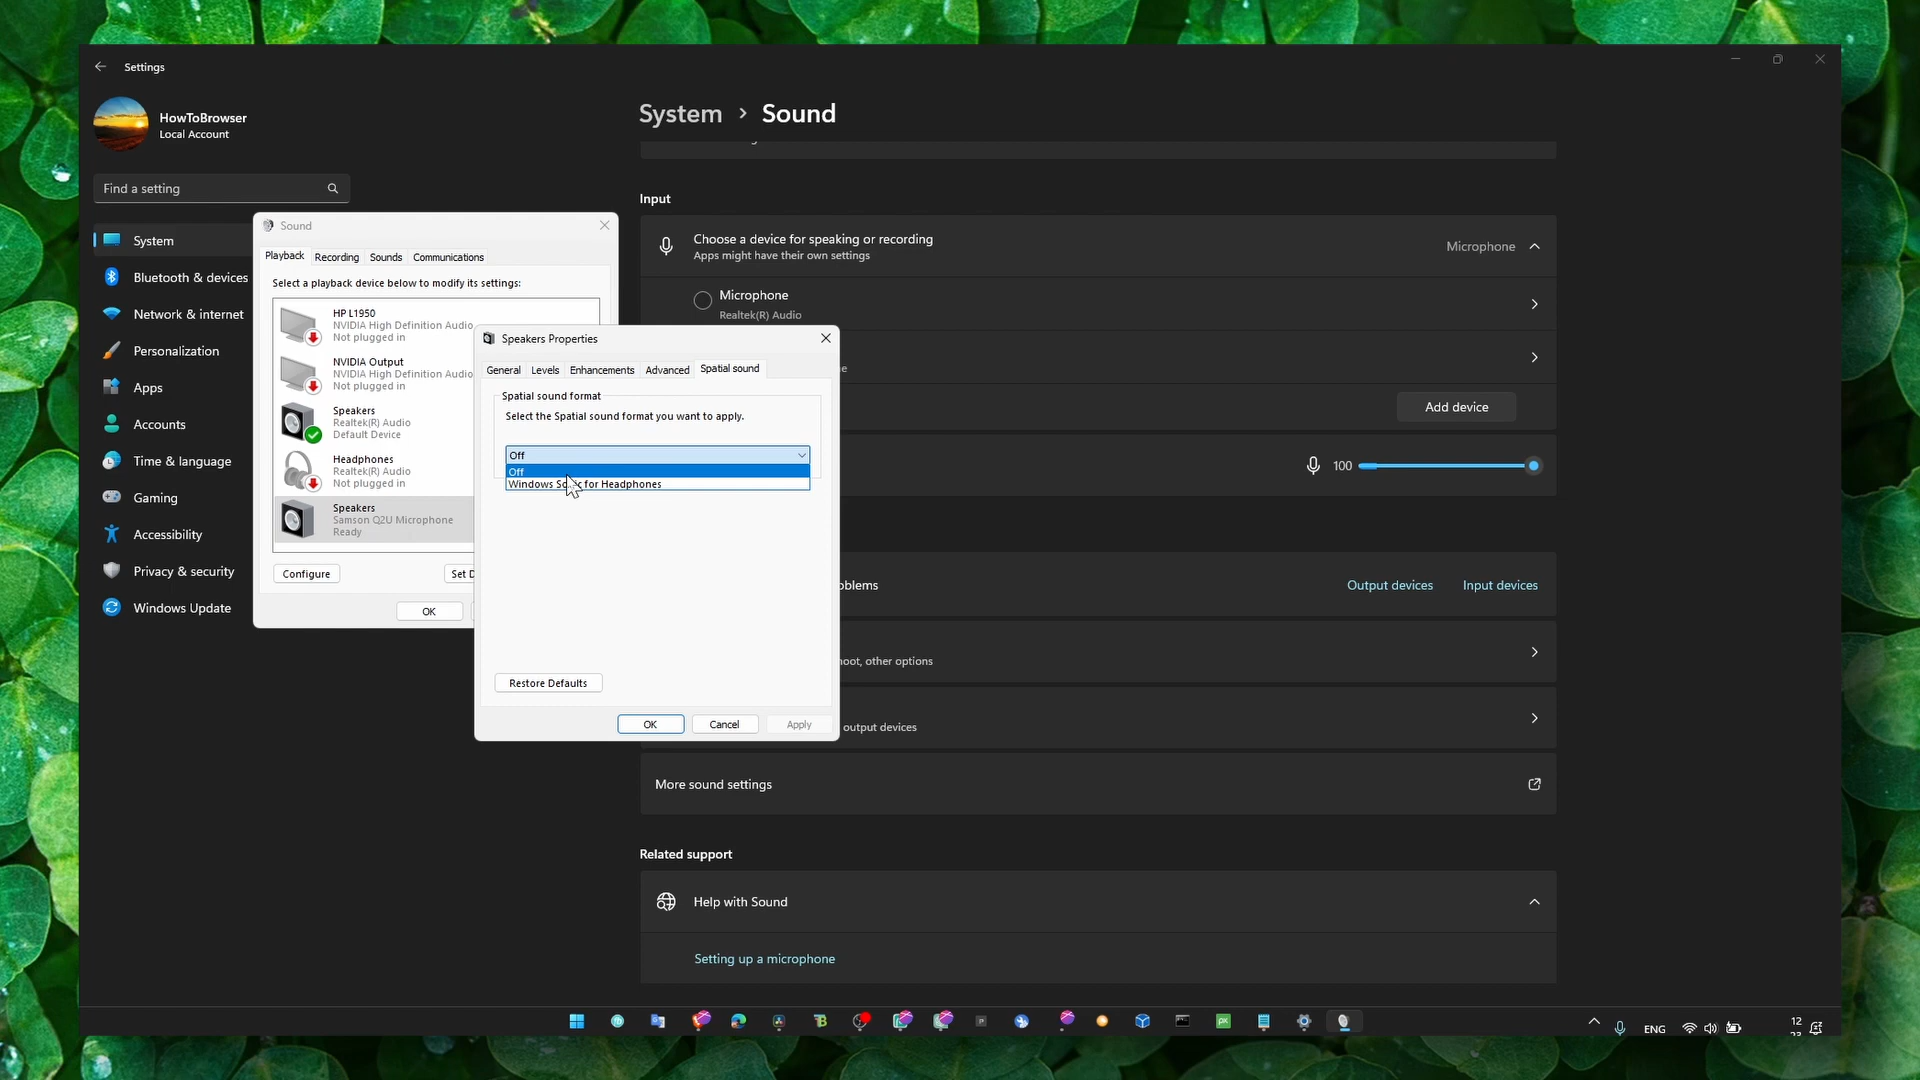 Settings
HowToBrowser
Local Account
Find a setting
System
Bluetooth & devices
Network & internet
Personalization
Apps
Accounts
Time & language
Gaming
Accessibility
Privacy & security
Windows Update
System > Sound
Input
Choose a device for speaking or recording
Apps might have their own settings
Microphone
Microphone
Realtek(R) Audio
Add device
100
Output devices
Input devices
output devices
More sound settings
Related support
Help with Sound
Setting up a microphone
Sound
Playback
Recording
Sounds
Communications
Select a playback device below to modify its settings:
HP L1950
NVIDIA High Definition Audio
Not plugged in
NVIDIA Output
NVIDIA High Definition Audio
Not plugged in
Speakers
Realtek(R) Audio
Default Device
Headphones
Realtek(R) Audio
Not plugged in
Speakers
Samson Q2U Microphone
Ready
Configure
Set D
OK
Speakers Properties
General
Levels
Enhancements
Advanced
Spatial sound
Spatial sound format
Select the Spatial sound format you want to apply.
Off
Off
Windows Sonic for Headphones
Restore Defaults
OK
Cancel
Apply
, other options
ENG
12